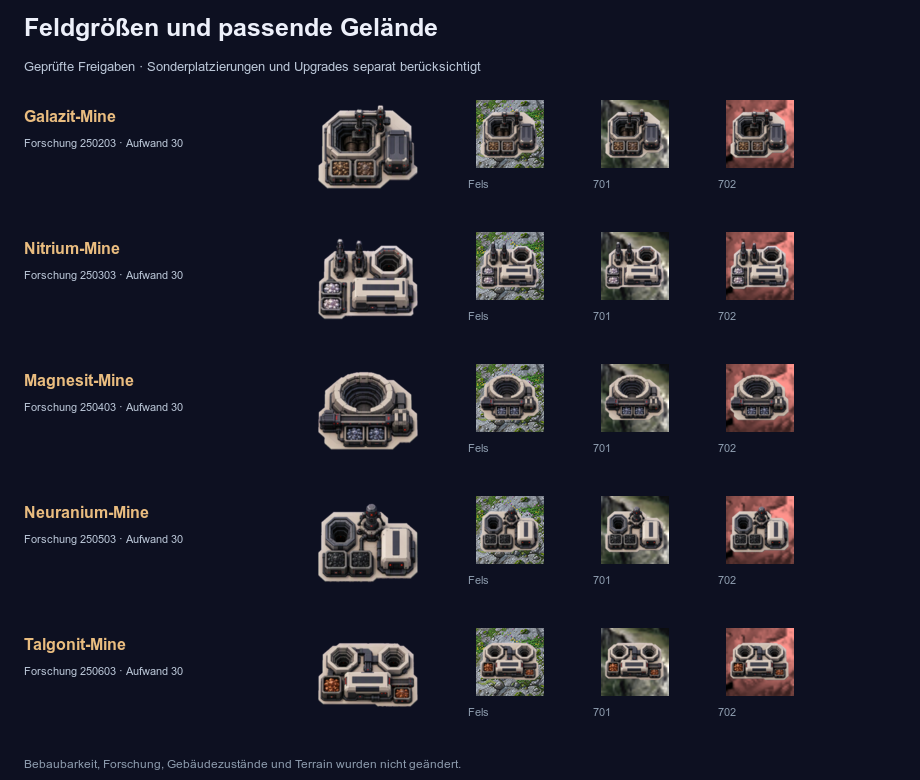 Feldgrößen und passende Gelände
Geprüfte Freigaben · Sonderplatzierungen und Upgrades separat berücksichtigt
Galazit-Mine
Forschung 250203 · Aufwand 30
Fels 701 702
Nitrium-Mine
Forschung 250303 · Aufwand 30
Fels 701 702
Magnesit-Mine
Forschung 250403 · Aufwand 30
Fels 701 702
Neuranium-Mine
Forschung 250503 · Aufwand 30
Fels 701 702
Talgonit-Mine
Forschung 250603 · Aufwand 30
Fels 701 702
Bebaubarkeit, Forschung, Gebäudezustände und Terrain wurden nicht geändert.